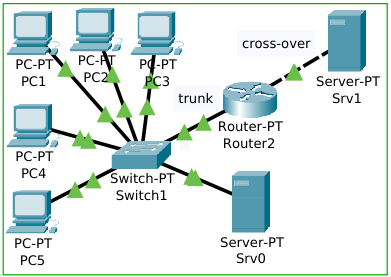 PC-PT
PC1
PC-PT
PC2
PC-PT
PC3
cross-over
Server-PT
Srv1
trunk
Router-PT
Router2
PC-PT
PC4
Switch-PT
Switch1
PC-PT
PC5
Server-PT
Srv0